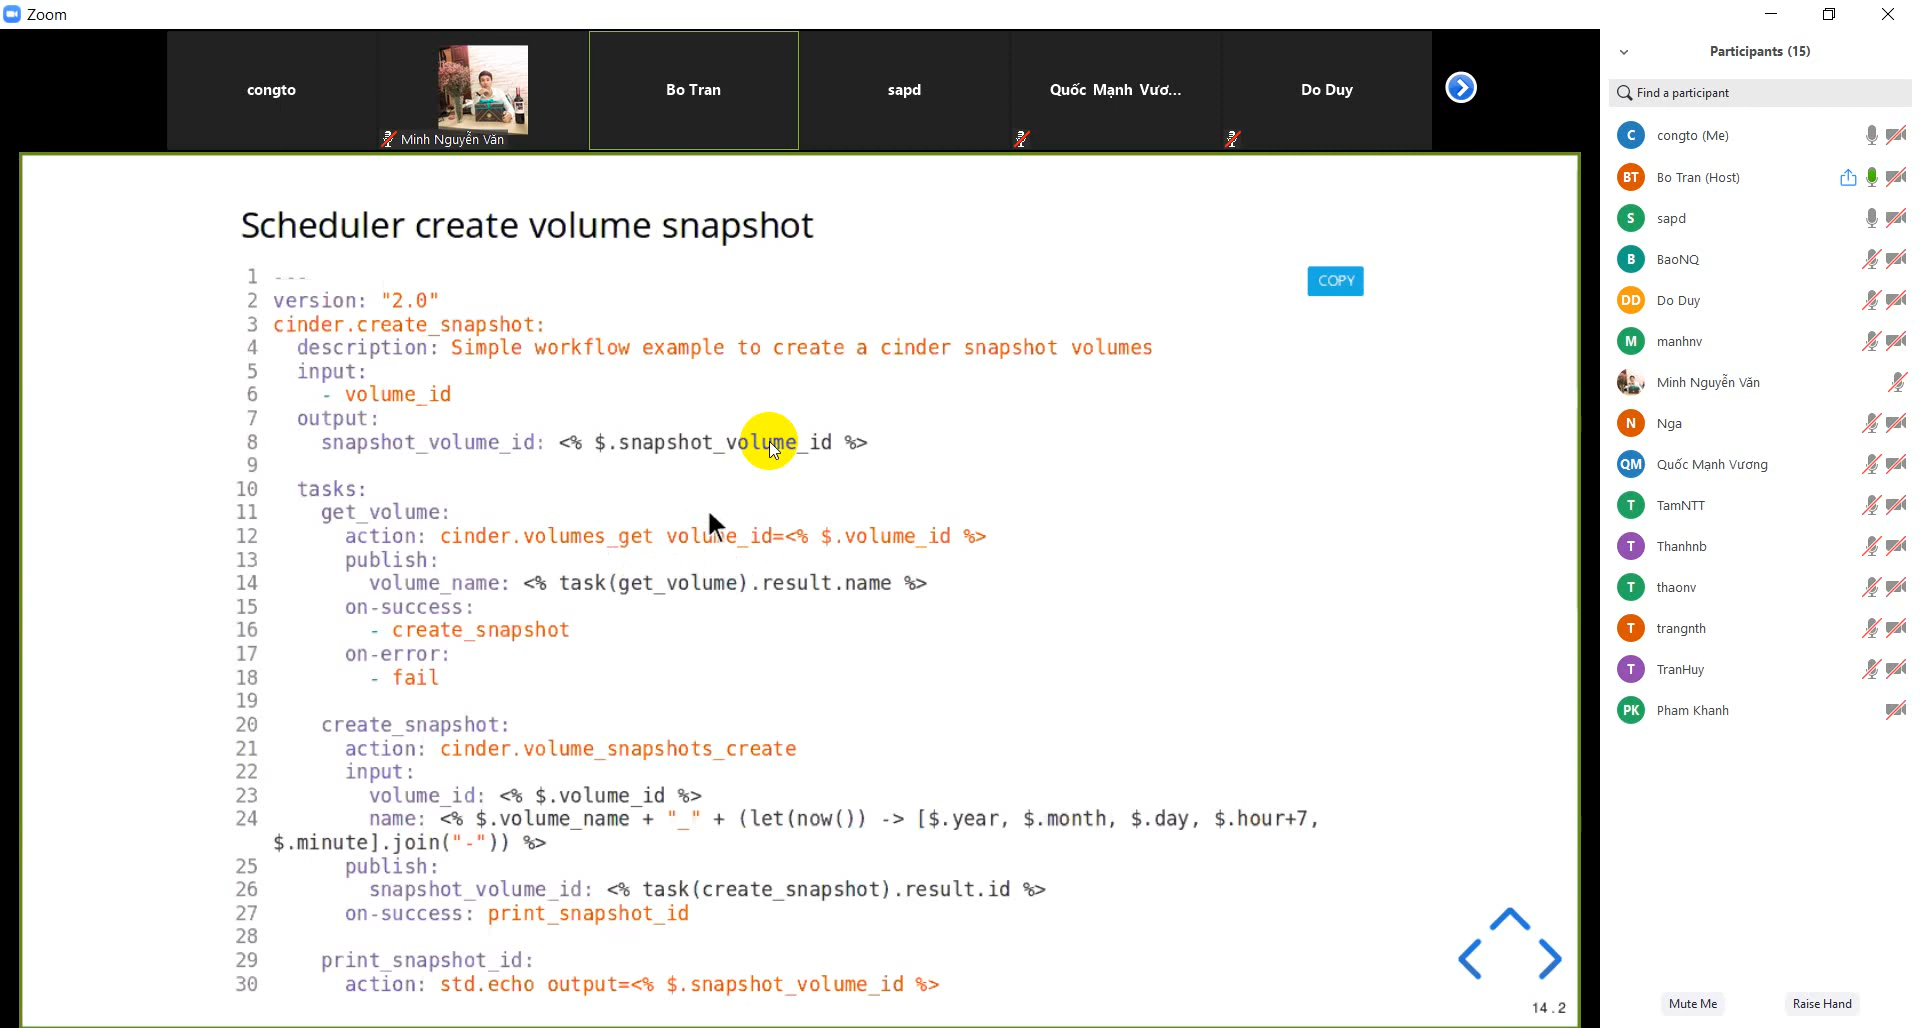 Zoom
congto
Minh Nguyễn Văn
Bo Tran
sapd
Quốc Mạnh Vươ...
Do Duy
Scheduler create volume snapshot
COPY
1 ---
2 version: "2.0"
3 cinder.create_snapshot:
4   description: Simple workflow example to create a cinder snapshot volumes
5   input:
6     - volume_id
7   output:
8     snapshot_volume_id: <% $.snapshot_volume_id %>
9
10   tasks:
11     get_volume:
12       action: cinder.volumes_get volume_id=<% $.volume_id %>
13       publish:
14         volume_name: <% task(get_volume).result.name %>
15       on-success:
16         - create_snapshot
17       on-error:
18         - fail
19
20     create_snapshot:
21       action: cinder.volume_snapshots_create
22       input:
23         volume_id: <% $.volume_id %>
24         name: <% $.volume_name + "_" + (let(now()) -> [$.year, $.month, $.day, $.hour+7,
$.minute].join("-")) %>
25       publish:
26         snapshot_volume_id: <% task(create_snapshot).result.id %>
27       on-success: print_snapshot_id
28
29     print_snapshot_id:
30       action: std.echo output=<% $.snapshot_volume_id %>
14.2
Participants (15)
Find a participant
C congto (Me)
BT Bo Tran (Host)
S sapd
B BaoNQ
DD Do Duy
M manhnv
Minh Nguyễn Văn
N Nga
QM Quốc Mạnh Vương
T TamNTT
T Thanhnb
T thaonv
T trangnth
T TranHuy
PK Pham Khanh
Mute Me
Raise Hand